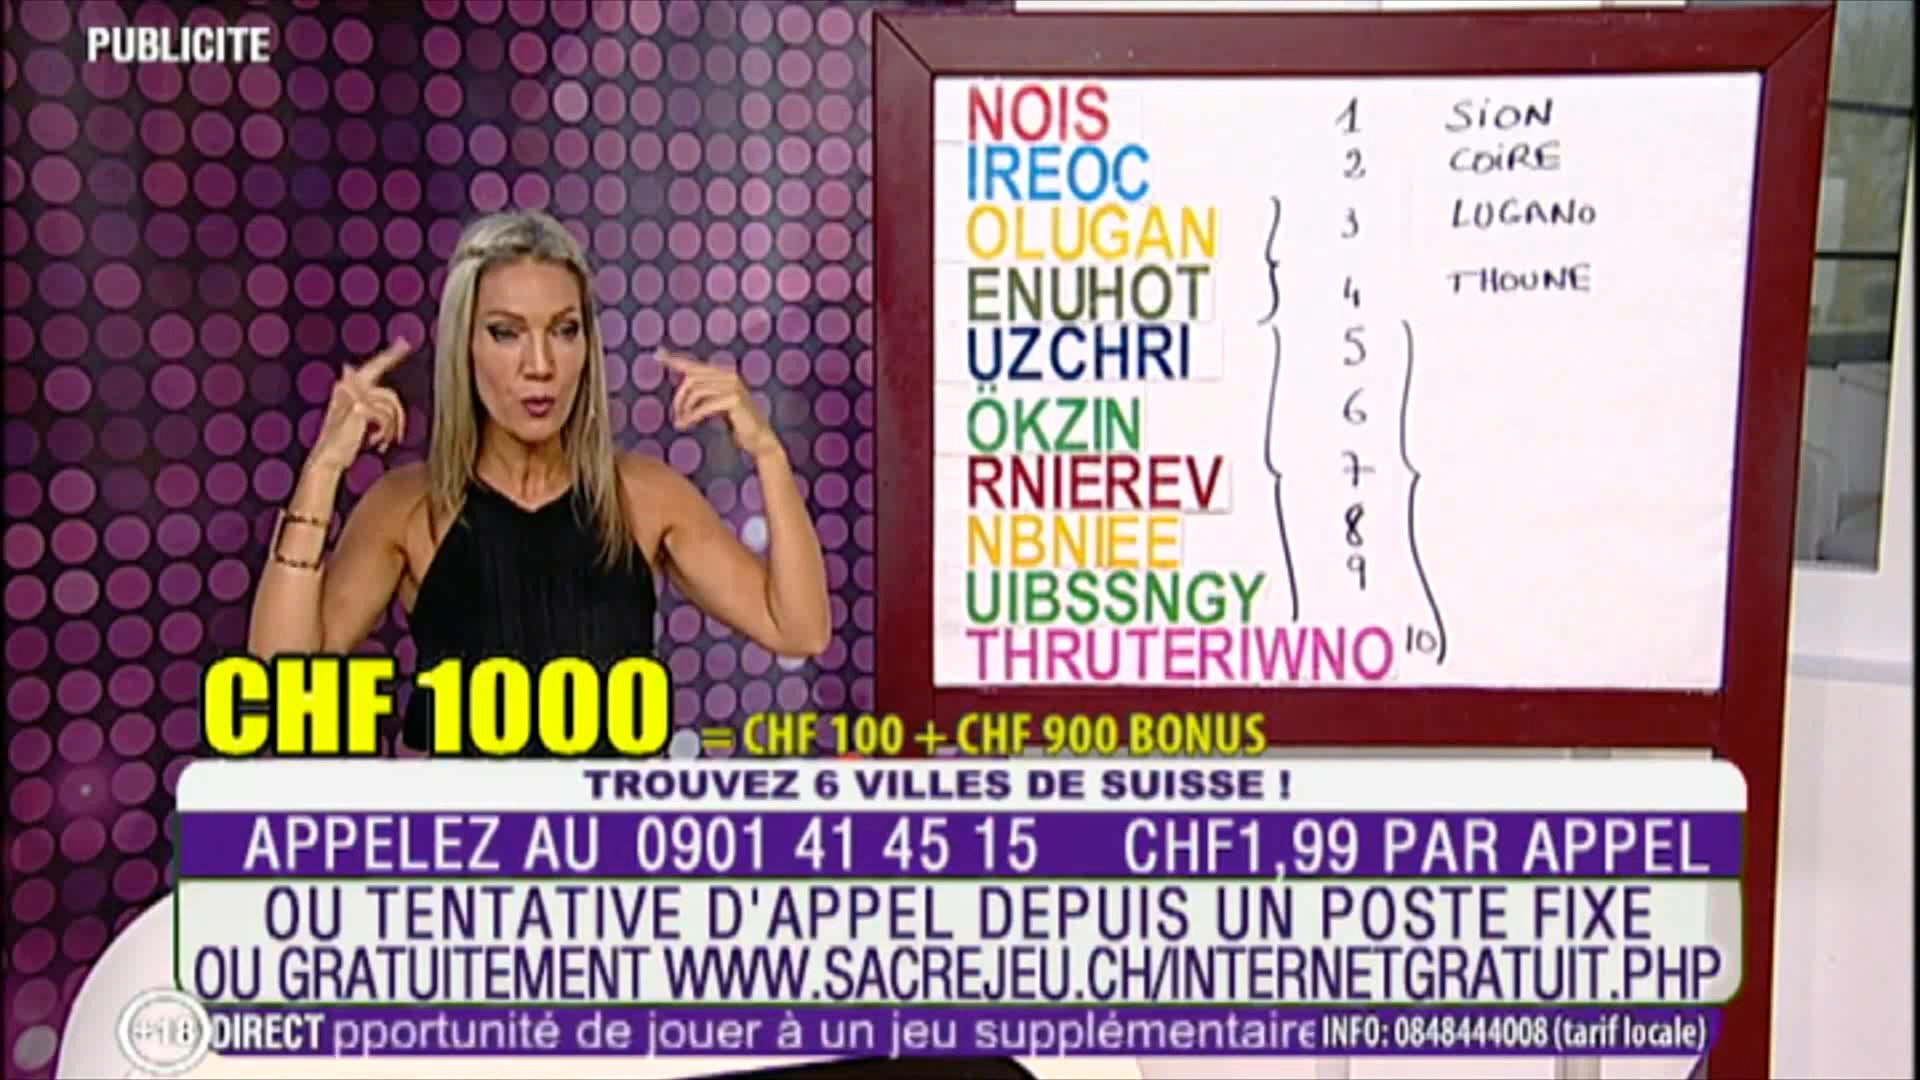 PUBLICITE
NOIS 1 SiON
IREOC 2 COiRE
OLUGAN 3 LUGANO
ENUHOT 4 THOUNE
UZCHRI 5
ÖKZIN 6
RNIEREV 7
NBNIEE 8
UIBSSNGY 9
THRUTERIWNO 10
CHF 1000 = CHF 100 + CHF 900 BONUS
TROUVEZ 6 VILLES DE SUISSE !
APPELEZ AU 0901 41 45 15 CHF1,99 PAR APPEL
OU TENTATIVE D'APPEL DEPUIS UN POSTE FIXE
OU GRATUITEMENT WWW.SACREJEU.CH/INTERNETGRATUIT.PHP
+18 DIRECT pportunité de jouer à un jeu supplémentaire INFO: 0848444008 (tarif locale)